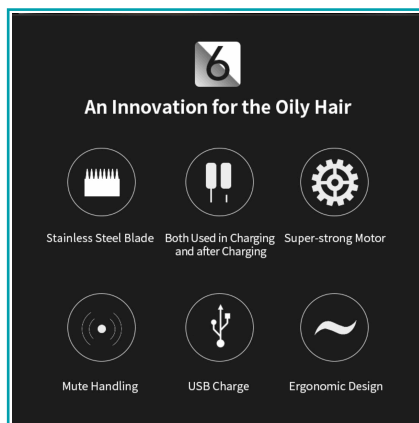 6
An Innovation for the Oily Hair
Stainless Steel Blade
Both Used in Charging
and after Charging
Super-strong Motor
Mute Handling
USB Charge
Ergonomic Design